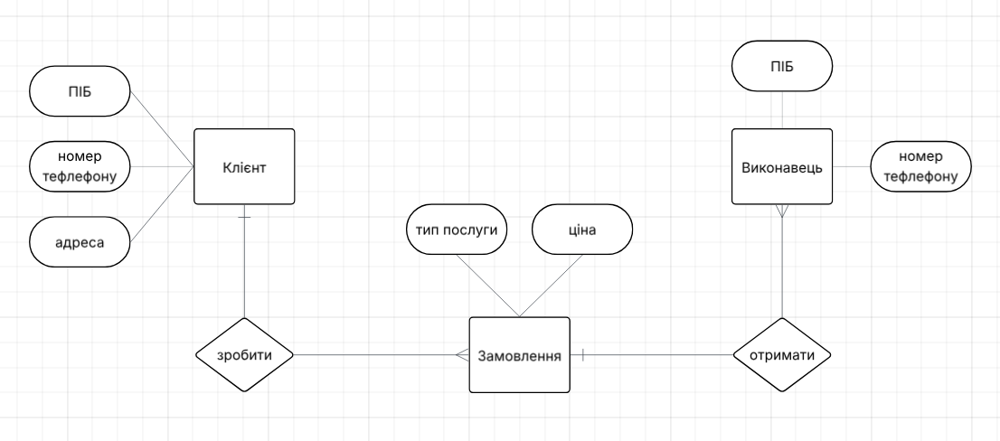 ПІБ
номер
тефлефону
адреса
Клієнт
зробити
тип послуги
ціна
Замовлення
ПІБ
Виконавець
номер
тефлефону
отримати